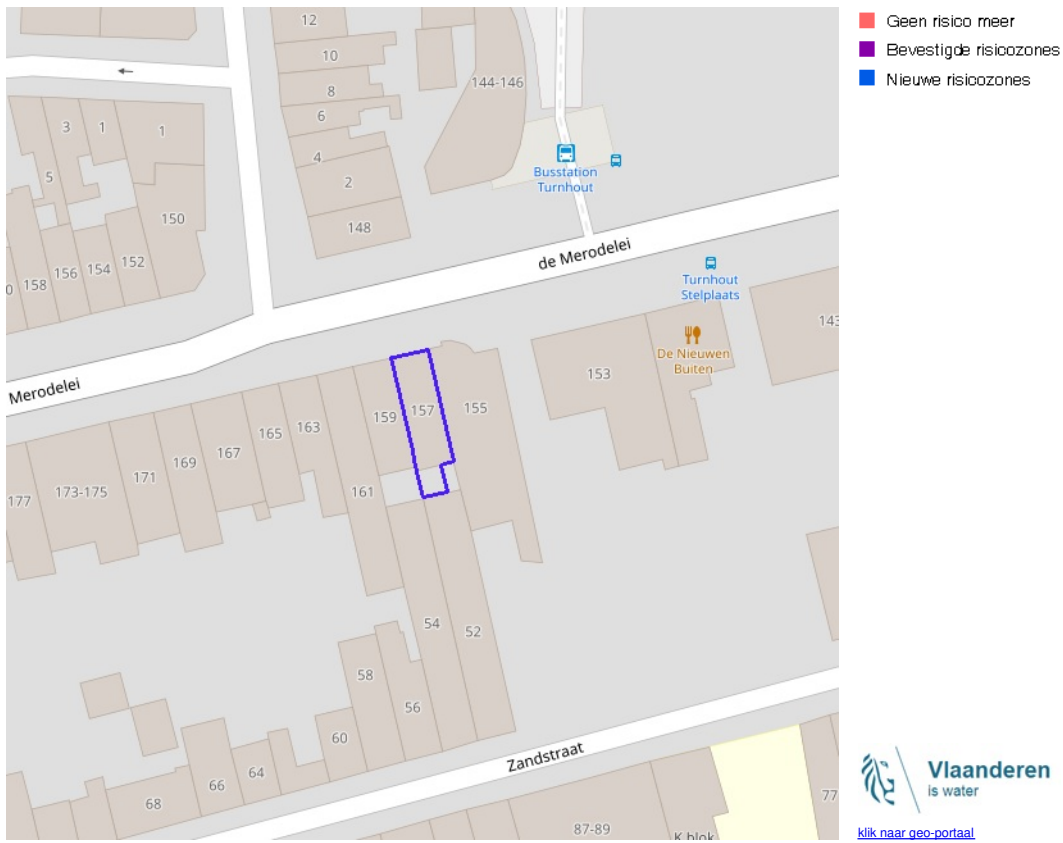 12
10
8
6
4
2
148
144-146
3
1
1
5
150
152
154
156
158
0
Busstation
Turnhout
de Merodelei
Turnhout
Stelplaats
De Nieuwen
Buiten
143
153
Merodelei
155
157
159
161
163
165
167
169
171
173-175
177
54
52
58
56
60
64
66
68
Zandstraat
87-89
K blok
77
Geen risico meer
Bevestigde risicozones
Nieuwe risicozones
Vlaanderen
is water
klik naar geo-portaal